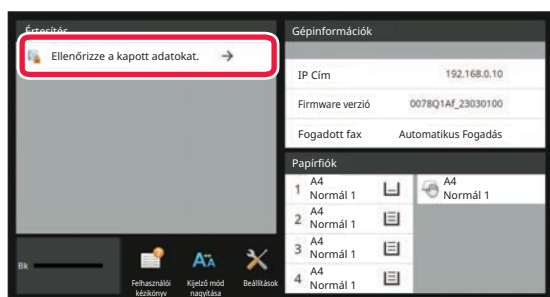 Értesítés
Ellenőrizze a kapott adatokat.
Bk
Felhasználói
kézikönyv
Kijelző mód
nagyítása
Beállítások
Gépinformációk
IP Cím 192.168.0.10
Firmware verzió 0078Q1Af_23030100
Fogadott fax Automatikus Fogadás
Papírfiók
1 A4
Normál 1
A4
Normál 1
2 A4
Normál 1
3 A4
Normál 1
4 A4
Normál 1